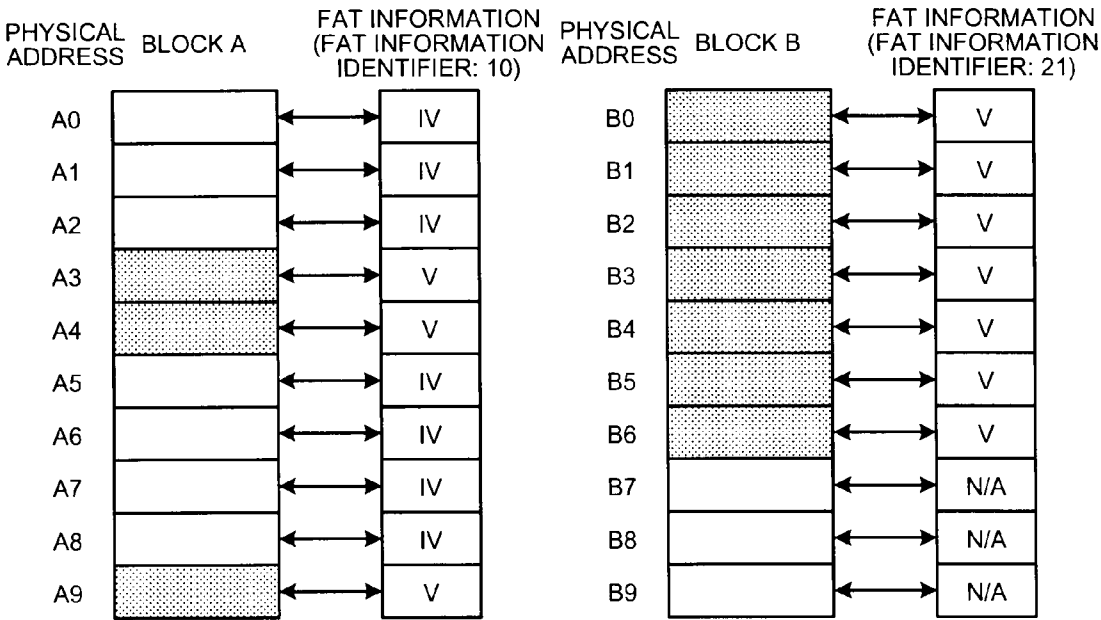 PHYSICAL
ADDRESS
BLOCK A
FAT INFORMATION
(FAT INFORMATION
IDENTIFIER: 10)
A0 IV
A1 IV
A2 IV
A3 V
A4 V
A5 IV
A6 IV
A7 IV
A8 IV
A9 V
PHYSICAL
ADDRESS
BLOCK B
FAT INFORMATION
(FAT INFORMATION
IDENTIFIER: 21)
B0 V
B1 V
B2 V
B3 V
B4 V
B5 V
B6 V
B7 N/A
B8 N/A
B9 N/A